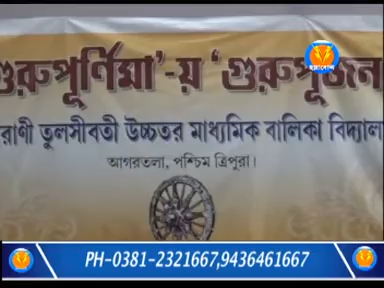 গুরুপূর্ণিমা'-য় 'গুরুপূজন
রাণী তুলসীবতী উচ্চতর মাধ্যমিক বালিকা বিদ্যাল
আগরতলা, পশ্চিম ত্রিপুরা।
PH-0381-2321667,9436461667